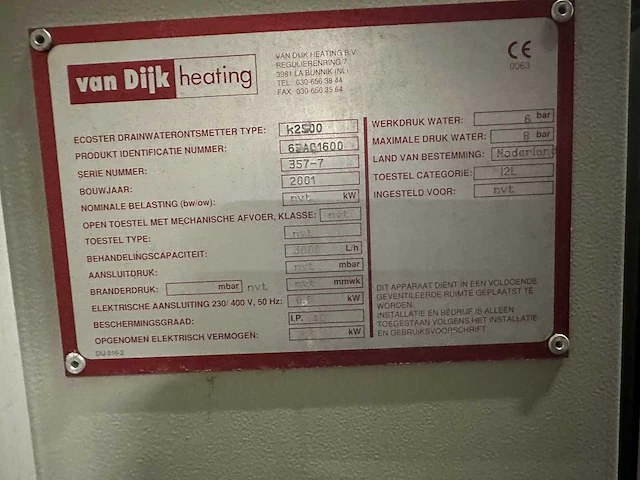 van Dijk heating
VAN DIJK HEATING B.V.
REGULIERENRING 7
3981 LA BUNNIK (NL)
TEL. 030-656 38 44
FAX 030-656 35 64
CE
0063
ECOSTER DRAINWATERONTSMETTER TYPE: K2500
PRODUKT IDENTIFICATIE NUMMER: 63AQ1600
SERIE NUMMER: 357-7
BOUWJAAR: 2001
NOMINALE BELASTING (bw/ow): nvt kW
OPEN TOESTEL MET MECHANISCHE AFVOER, KLASSE: nvt
TOESTEL TYPE: nvt
BEHANDELINGSCAPACITEIT: L/h
AANSLUITDRUK: nvt mbar
BRANDERDRUK: mbar nvt nvt mmwk
ELEKTRISCHE AANSLUITING 230/ 400 V, 50 Hz: kW
BESCHERMINGSGRAAD: I.P.
OPGENOMEN ELEKTRISCH VERMOGEN: kW
DU-016-2
WERKDRUK WATER: 6 bar
MAXIMALE DRUK WATER: 8 bar
LAND VAN BESTEMMING: Nederland
TOESTEL CATEGORIE: I2L
INGESTELD VOOR: nvt
DIT APPARAAT DIENT IN EEN VOLDOENDE
GEVENTILEERDE RUIMTE GEPLAATST TE
WORDEN.
INSTALLATIE EN BEDRIJF IS ALLEEN
TOEGESTAAN VOLGENS HET INSTALLATIE
EN GEBRUIKSVOORSCHRIFT.